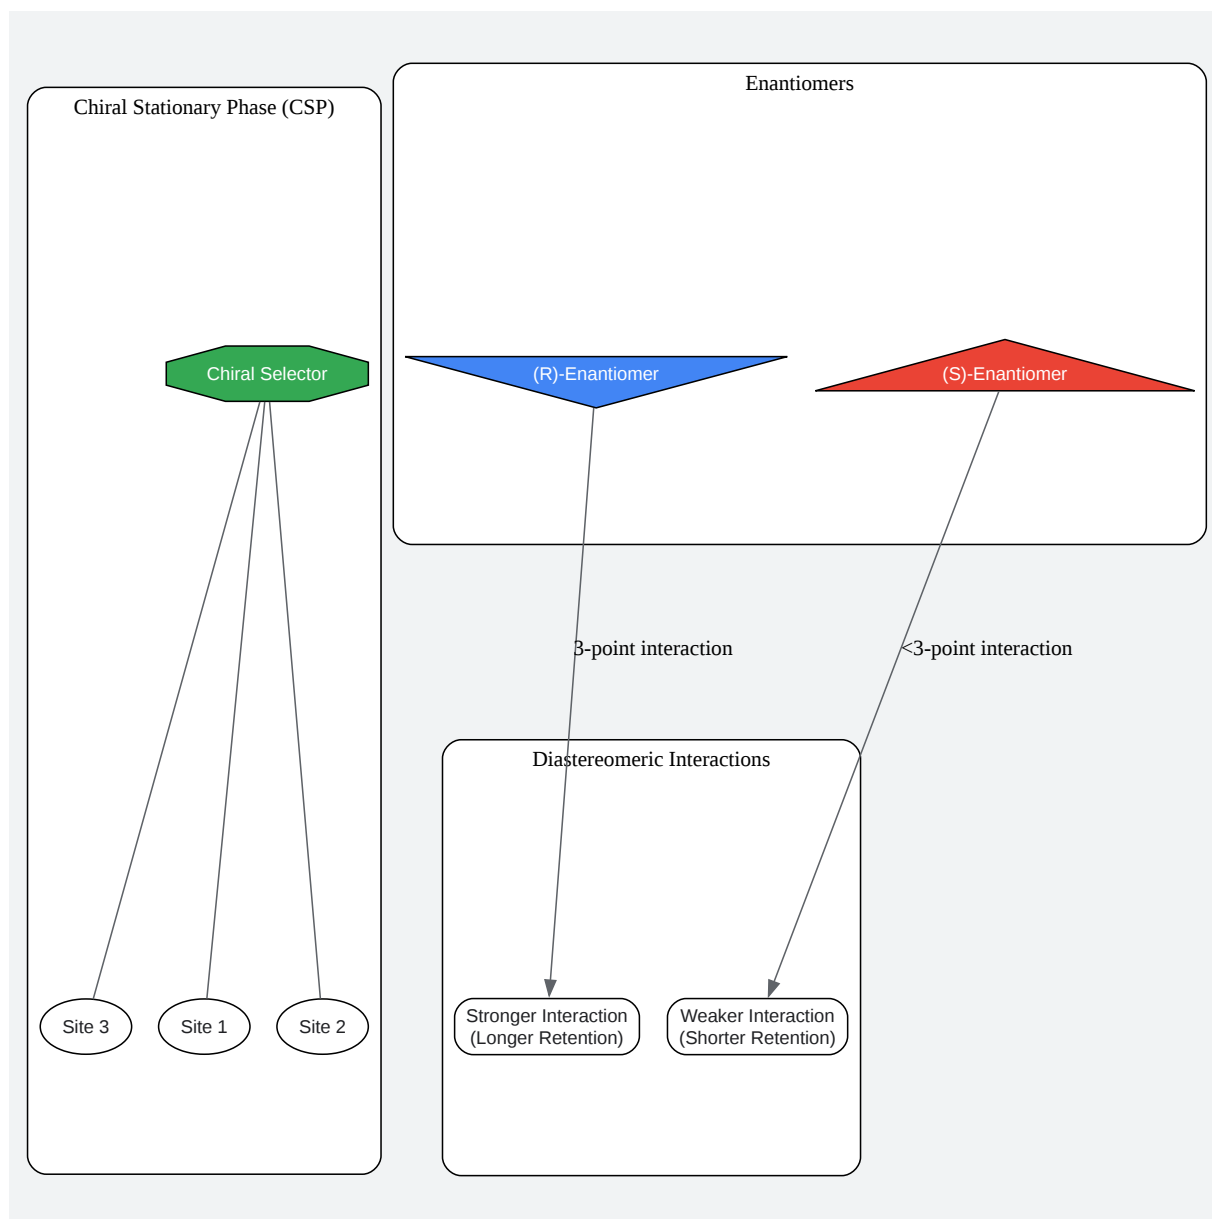 Chiral Stationary Phase (CSP)
Enantiomers
Chiral Selector
(R)-Enantiomer
(S)-Enantiomer
3-point interaction
<3-point interaction
Diastereomeric Interactions
Site 3
Site 1
Site 2
Stronger Interaction
(Longer Retention)
Weaker Interaction
(Shorter Retention)